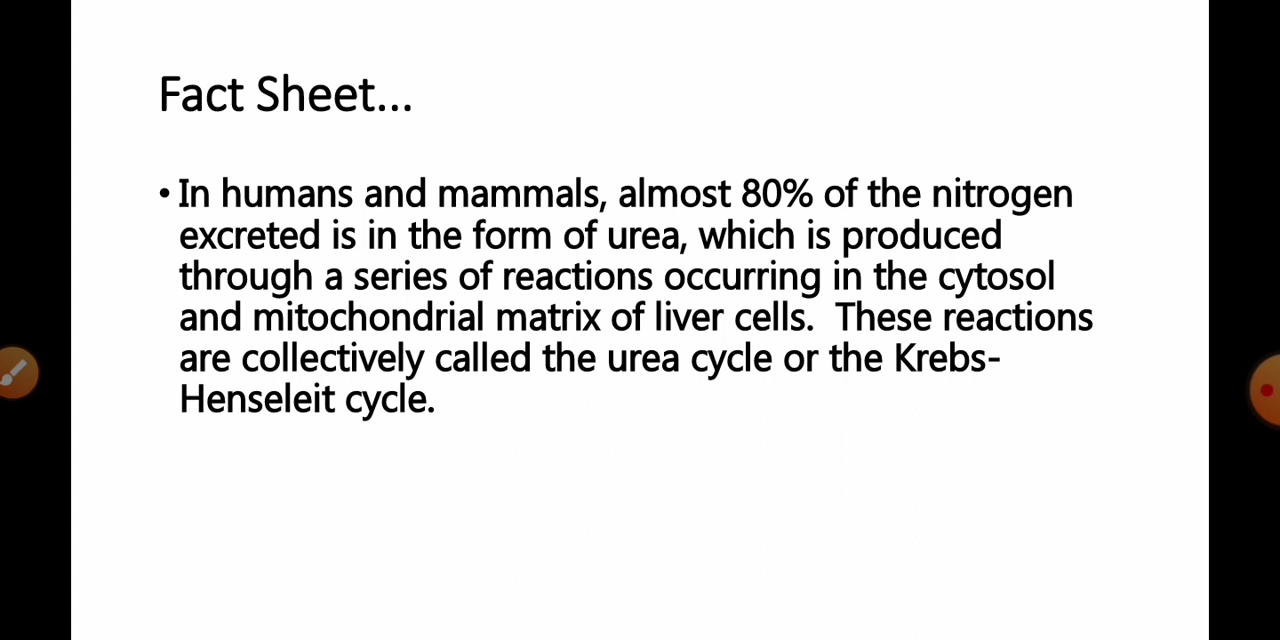 Fact Sheet...
• In humans and mammals, almost 80% of the nitrogen
excreted is in the form of urea, which is produced
through a series of reactions occurring in the cytosol
and mitochondrial matrix of liver cells.  These reactions
are collectively called the urea cycle or the Krebs-
Henseleit cycle.